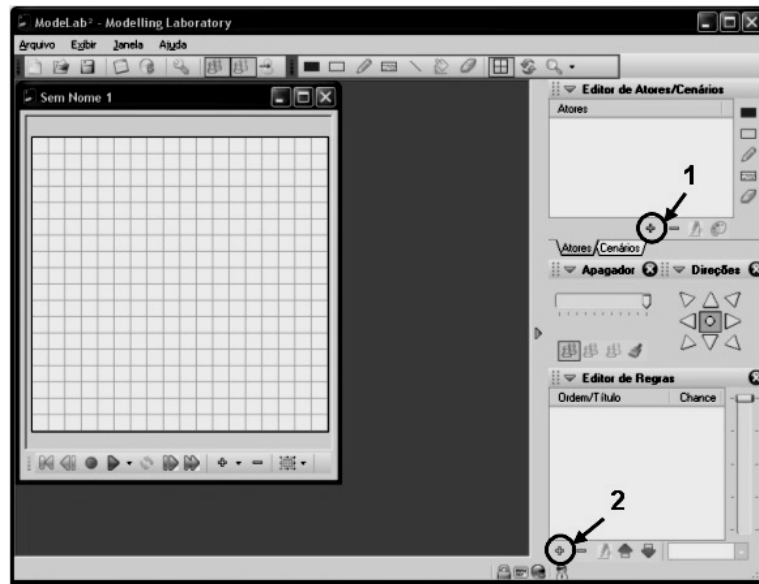 ModeLab² - Modelling Laboratory
Arquivo Exibir Janela Ajuda
Sem Nome 1
Editor de Atores/Cenários
Atores
1
Atores Cenários
Apagador Direções
Editor de Regras
Ordem/Título Chance
2